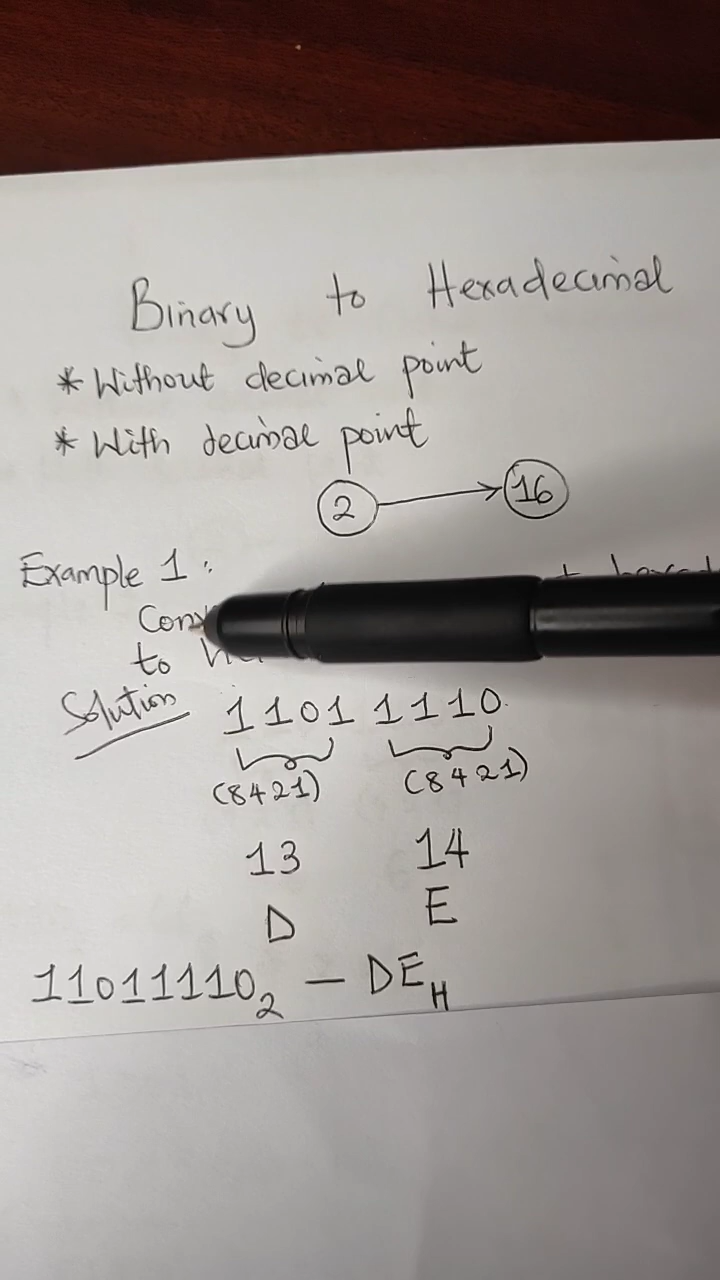 Binary to Hexadecimal
* Without decimal point
* With decimal point
2 → 16
Example 1 :
to
Solution 1101 1110
(8421) (8421)
13 14
D E
11011110₂ — DE_H